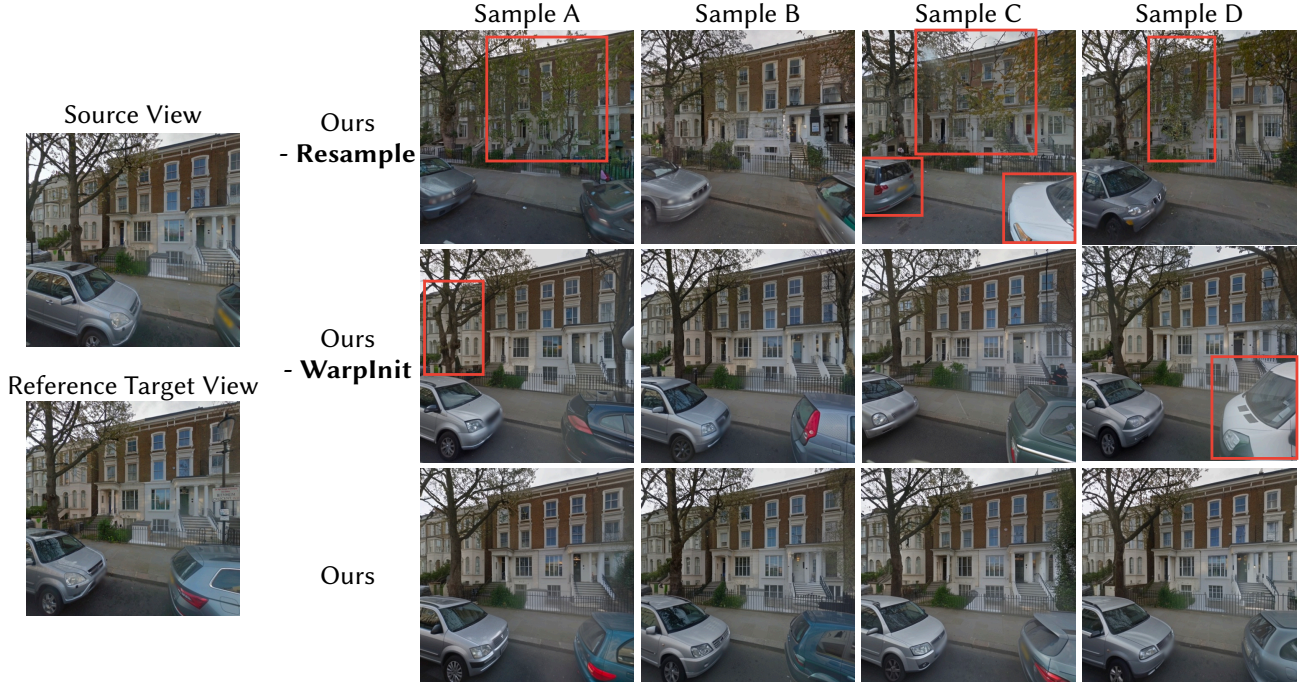 Sample A
Sample B
Sample C
Sample D
Source View
Ours
- Resample
Reference Target View
Ours
- WarpInit
Ours